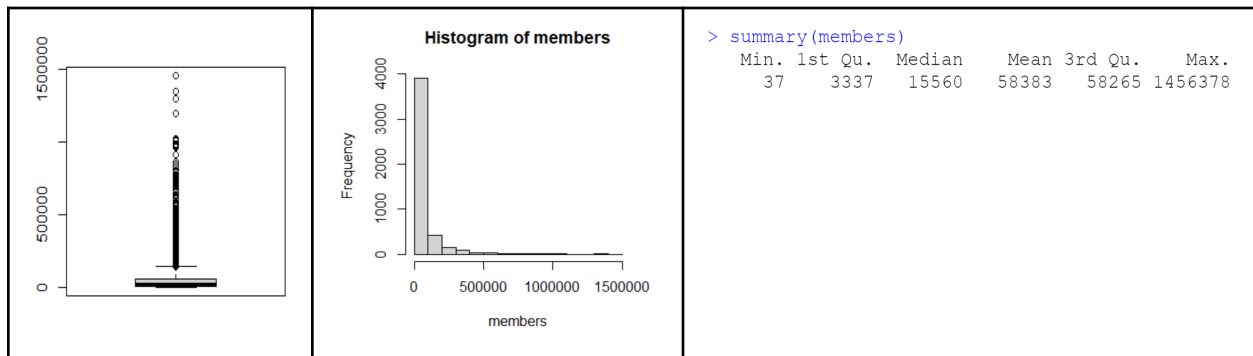 1500000
500000
0
Histogram of members
Frequency
4000
3000
2000
1000
0
0 500000 1000000 1500000
members
> summary(members)
Min. 1st Qu. Median Mean 3rd Qu. Max.
37 3337 15560 58383 58265 1456378